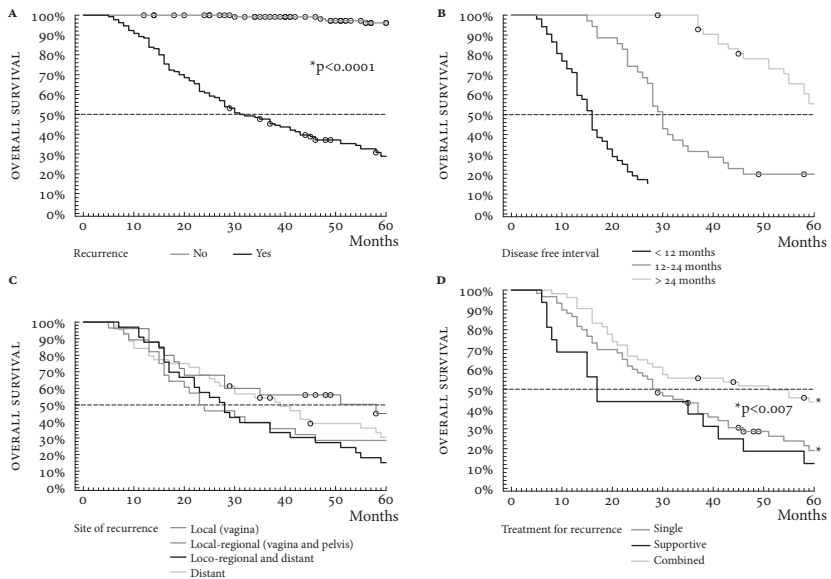 A
OVERALL SURVIVAL
100%
90%
80%
70%
60%
50%
40%
30%
20%
10%
0%
*p<0.0001
0 10 20 30 40 50 60
Months
Recurrence No Yes
B
OVERALL SURVIVAL
100%
90%
80%
70%
60%
50%
40%
30%
20%
10%
0%
0 10 20 30 40 50 60
Months
Disease free interval < 12 months
12-24 months
> 24 months
C
OVERALL SURVIVAL
100%
90%
80%
70%
60%
50%
40%
30%
20%
10%
0%
0 10 20 30 40 50 60
Months
Site of recurrence Local (vagina)
Local-regional (vagina and pelvis)
Loco-regional and distant
Distant
D
OVERALL SURVIVAL
100%
90%
80%
70%
60%
50%
40%
30%
20%
10%
0%
*p<0.007
*
*
0 10 20 30 40 50 60
Months
Treatment for recurrence Single
Supportive
Combined